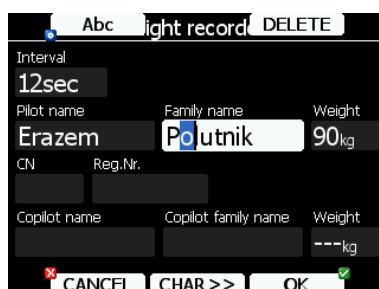 Abc ight record DELETE
Interval
12sec
Pilot name Family name Weight
Erazem Polutnik 90kg
CN Reg.Nr.
Copilot name Copilot family name Weight
---kg
CANCEL CHAR>> OK